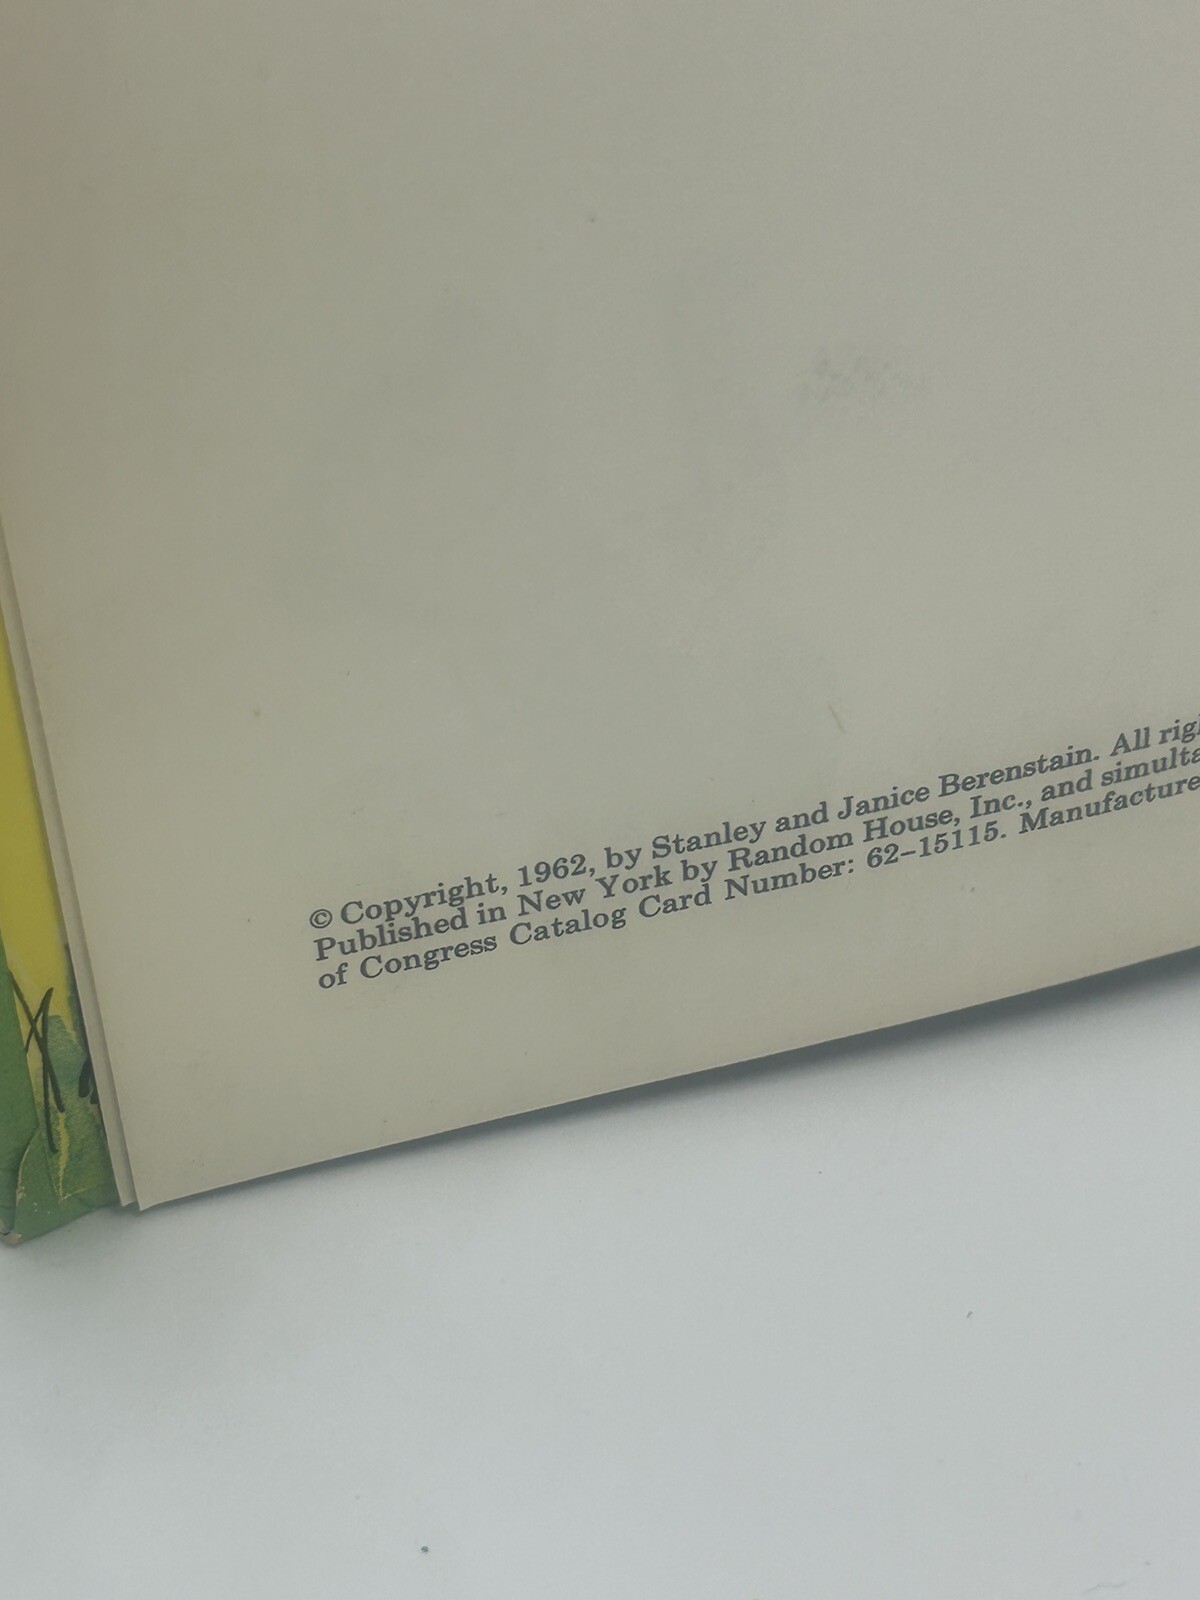 © Copyright, 1962, by Stanley and Janice Berenstain. All
Published in New York by Random House, Inc., and
of Congress Catalog Card Number: 62–15115.